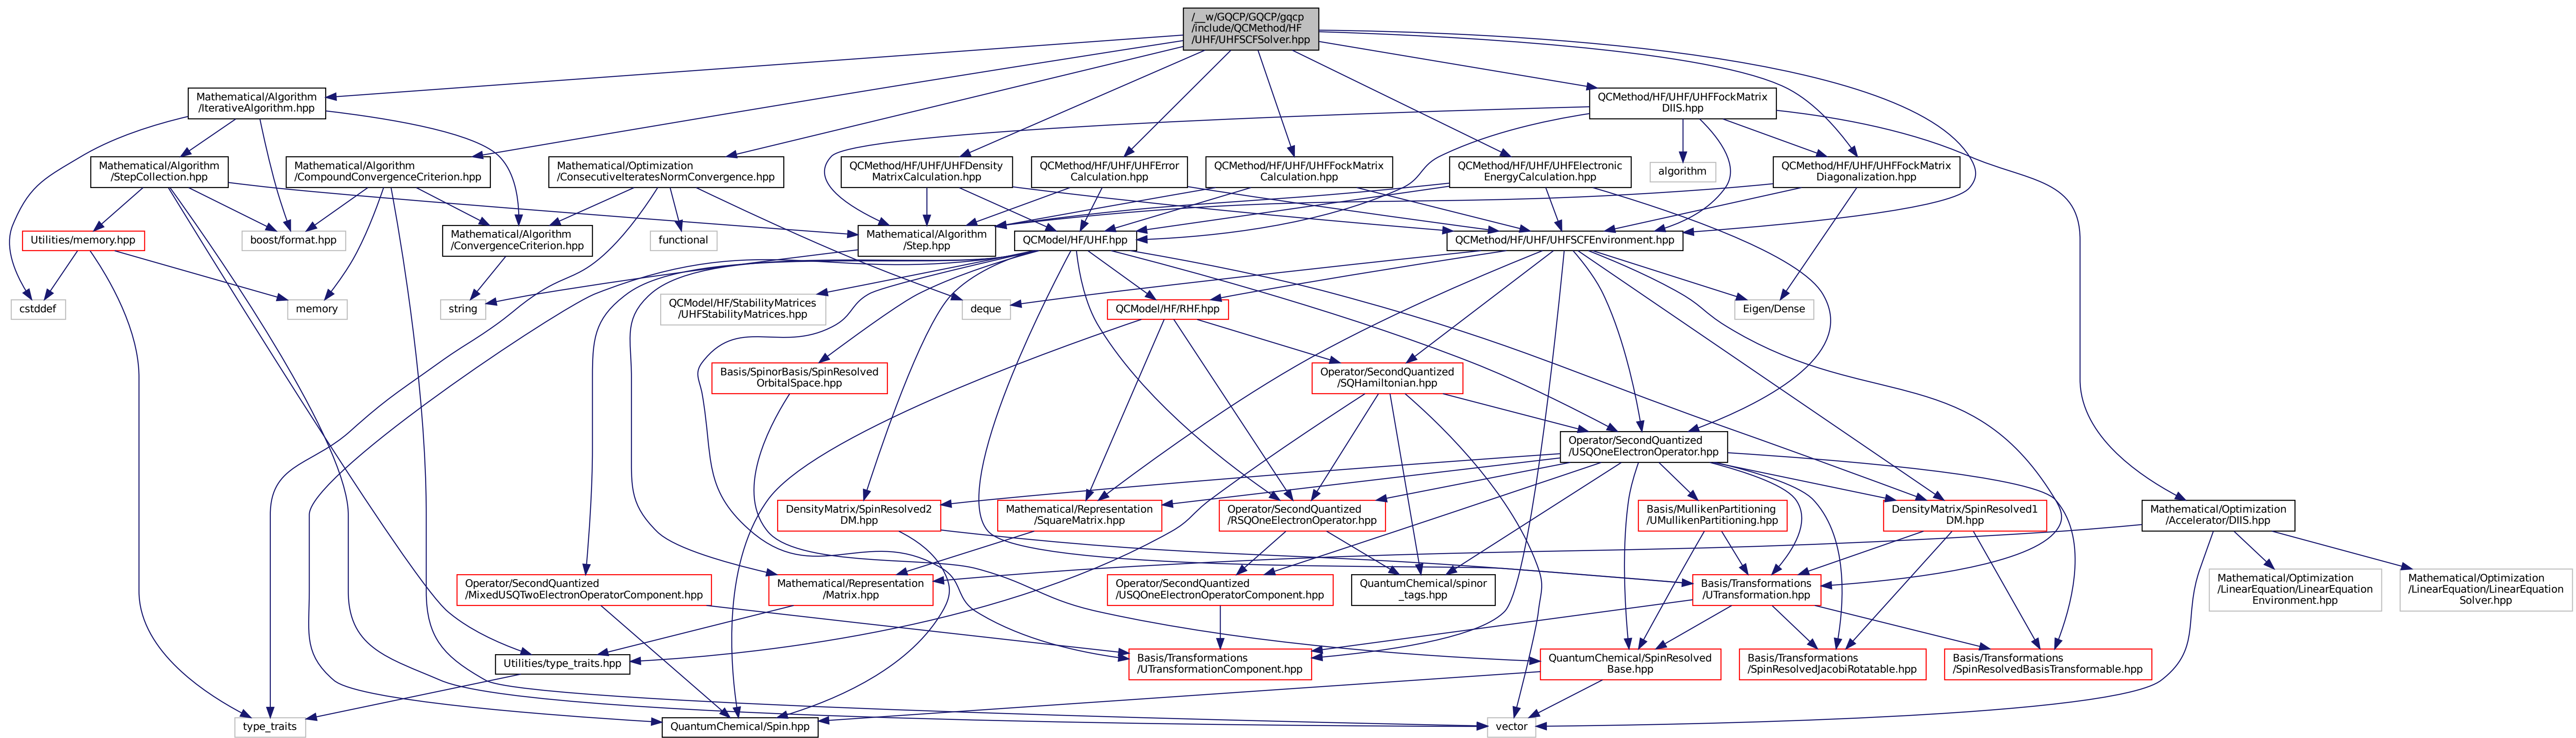 /__w/GQCP/GQCP/gqcp
/include/QCMethod/HF
/UHF/UHFSCFSolver.hpp
Mathematical/Algorithm
/IterativeAlgorithm.hpp
QCMethod/HF/UHF/UHFFockMatrix
DIIS.hpp
Mathematical/Algorithm
/StepCollection.hpp
Mathematical/Algorithm
/CompoundConvergenceCriterion.hpp
Mathematical/Optimization
/ConsecutiveIteratesNormConvergence.hpp
QCMethod/HF/UHF/UHFDensity
MatrixCalculation.hpp
QCMethod/HF/UHF/UHFError
Calculation.hpp
QCMethod/HF/UHF/UHFFockMatrix
Calculation.hpp
QCMethod/HF/UHF/UHFElectronic
EnergyCalculation.hpp
algorithm
QCMethod/HF/UHF/UHFFockMatrix
Diagonalization.hpp
Utilities/memory.hpp
boost/format.hpp
Mathematical/Algorithm
/ConvergenceCriterion.hpp
functional
Mathematical/Algorithm
/Step.hpp
QCModel/HF/UHF.hpp
QCMethod/HF/UHF/UHFSCFEnvironment.hpp
cstddef
memory
string
QCModel/HF/StabilityMatrices
/UHFStabilityMatrices.hpp
deque
QCModel/HF/RHF.hpp
Eigen/Dense
Basis/SpinorBasis/SpinResolved
OrbitalSpace.hpp
Operator/SecondQuantized
/SQHamiltonian.hpp
Operator/SecondQuantized
/USQOneElectronOperator.hpp
DensityMatrix/SpinResolved2
DM.hpp
Mathematical/Representation
/SquareMatrix.hpp
Operator/SecondQuantized
/RSQOneElectronOperator.hpp
Basis/MullikenPartitioning
/UMullikenPartitioning.hpp
DensityMatrix/SpinResolved1
DM.hpp
Mathematical/Optimization
/Accelerator/DIIS.hpp
Operator/SecondQuantized
/MixedUSQTwoElectronOperatorComponent.hpp
Mathematical/Representation
/Matrix.hpp
Operator/SecondQuantized
/USQOneElectronOperatorComponent.hpp
QuantumChemical/spinor
_tags.hpp
Basis/Transformations
/UTransformation.hpp
Mathematical/Optimization
/LinearEquation/LinearEquation
Environment.hpp
Mathematical/Optimization
/LinearEquation/LinearEquation
Solver.hpp
Utilities/type_traits.hpp
Basis/Transformations
/UTransformationComponent.hpp
QuantumChemical/SpinResolved
Base.hpp
Basis/Transformations
/SpinResolvedJacobiRotatable.hpp
Basis/Transformations
/SpinResolvedBasisTransformable.hpp
type_traits
QuantumChemical/Spin.hpp
vector